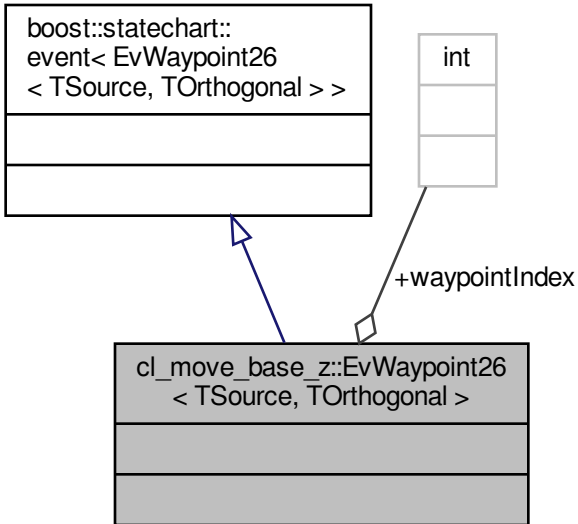 boost::statechart::
event< EvWaypoint26
< TSource, TOrthogonal > >
int
+waypointIndex
cl_move_base_z::EvWaypoint26
< TSource, TOrthogonal >